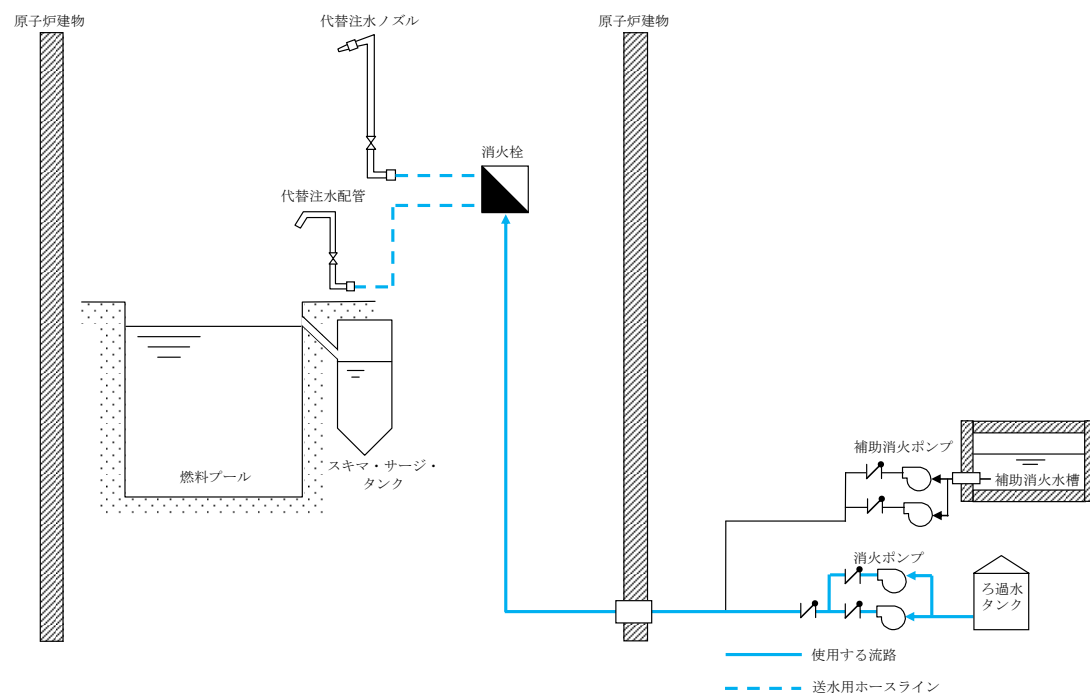 原子炉建物
代替注水ノズル
原子炉建物
消火栓
代替注水配管
補助消火ポンプ
スキマ・サージ・
タンク
燃料プール
補助消火水槽
消火ポンプ
ろ過水
タンク
使用する流路
送水用ホースライン